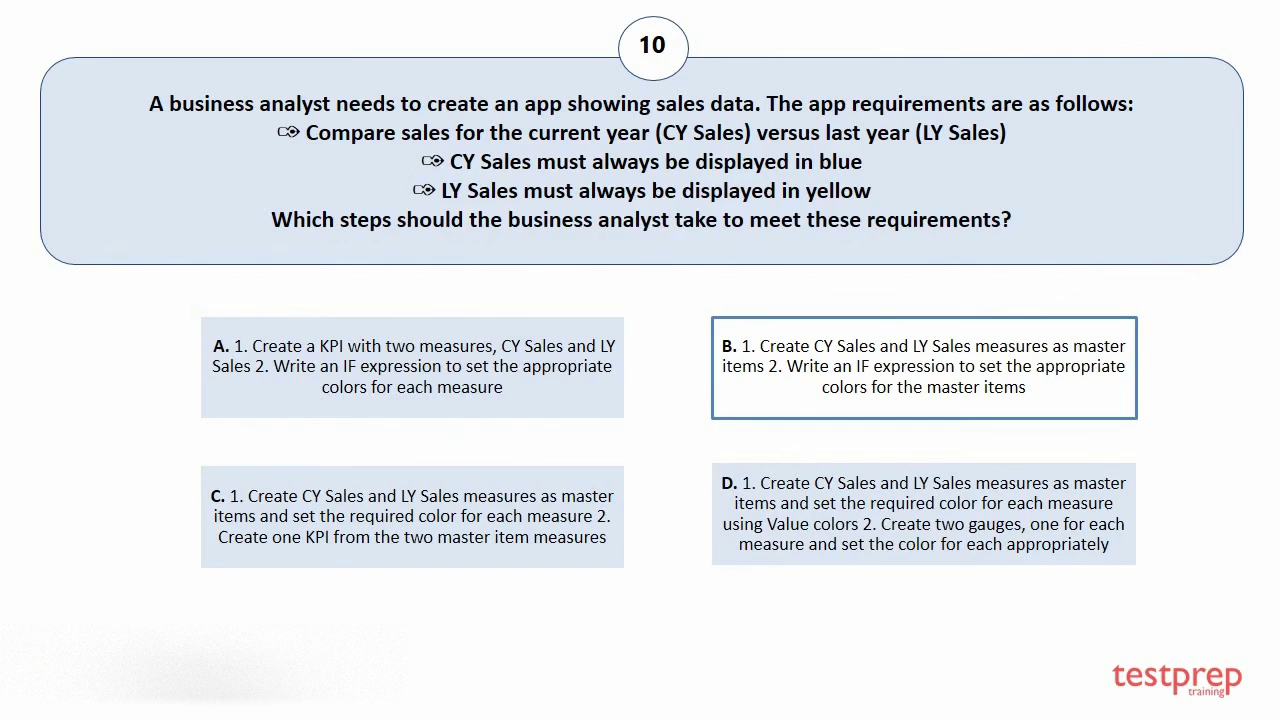 10
A business analyst needs to create an app showing sales data. The app requirements are as follows:
Compare sales for the current year (CY Sales) versus last year (LY Sales)
CY Sales must always be displayed in blue
LY Sales must always be displayed in yellow
Which steps should the business analyst take to meet these requirements?
A. 1. Create a KPI with two measures, CY Sales and LY
Sales 2. Write an IF expression to set the appropriate
colors for each measure
B. 1. Create CY Sales and LY Sales measures as master
items 2. Write an IF expression to set the appropriate
colors for the master items
C. 1. Create CY Sales and LY Sales measures as master
items and set the required color for each measure 2.
Create one KPI from the two master item measures
D. 1. Create CY Sales and LY Sales measures as master
items and set the required color for each measure
using Value colors 2. Create two gauges, one for each
measure and set the color for each appropriately
testprep
training